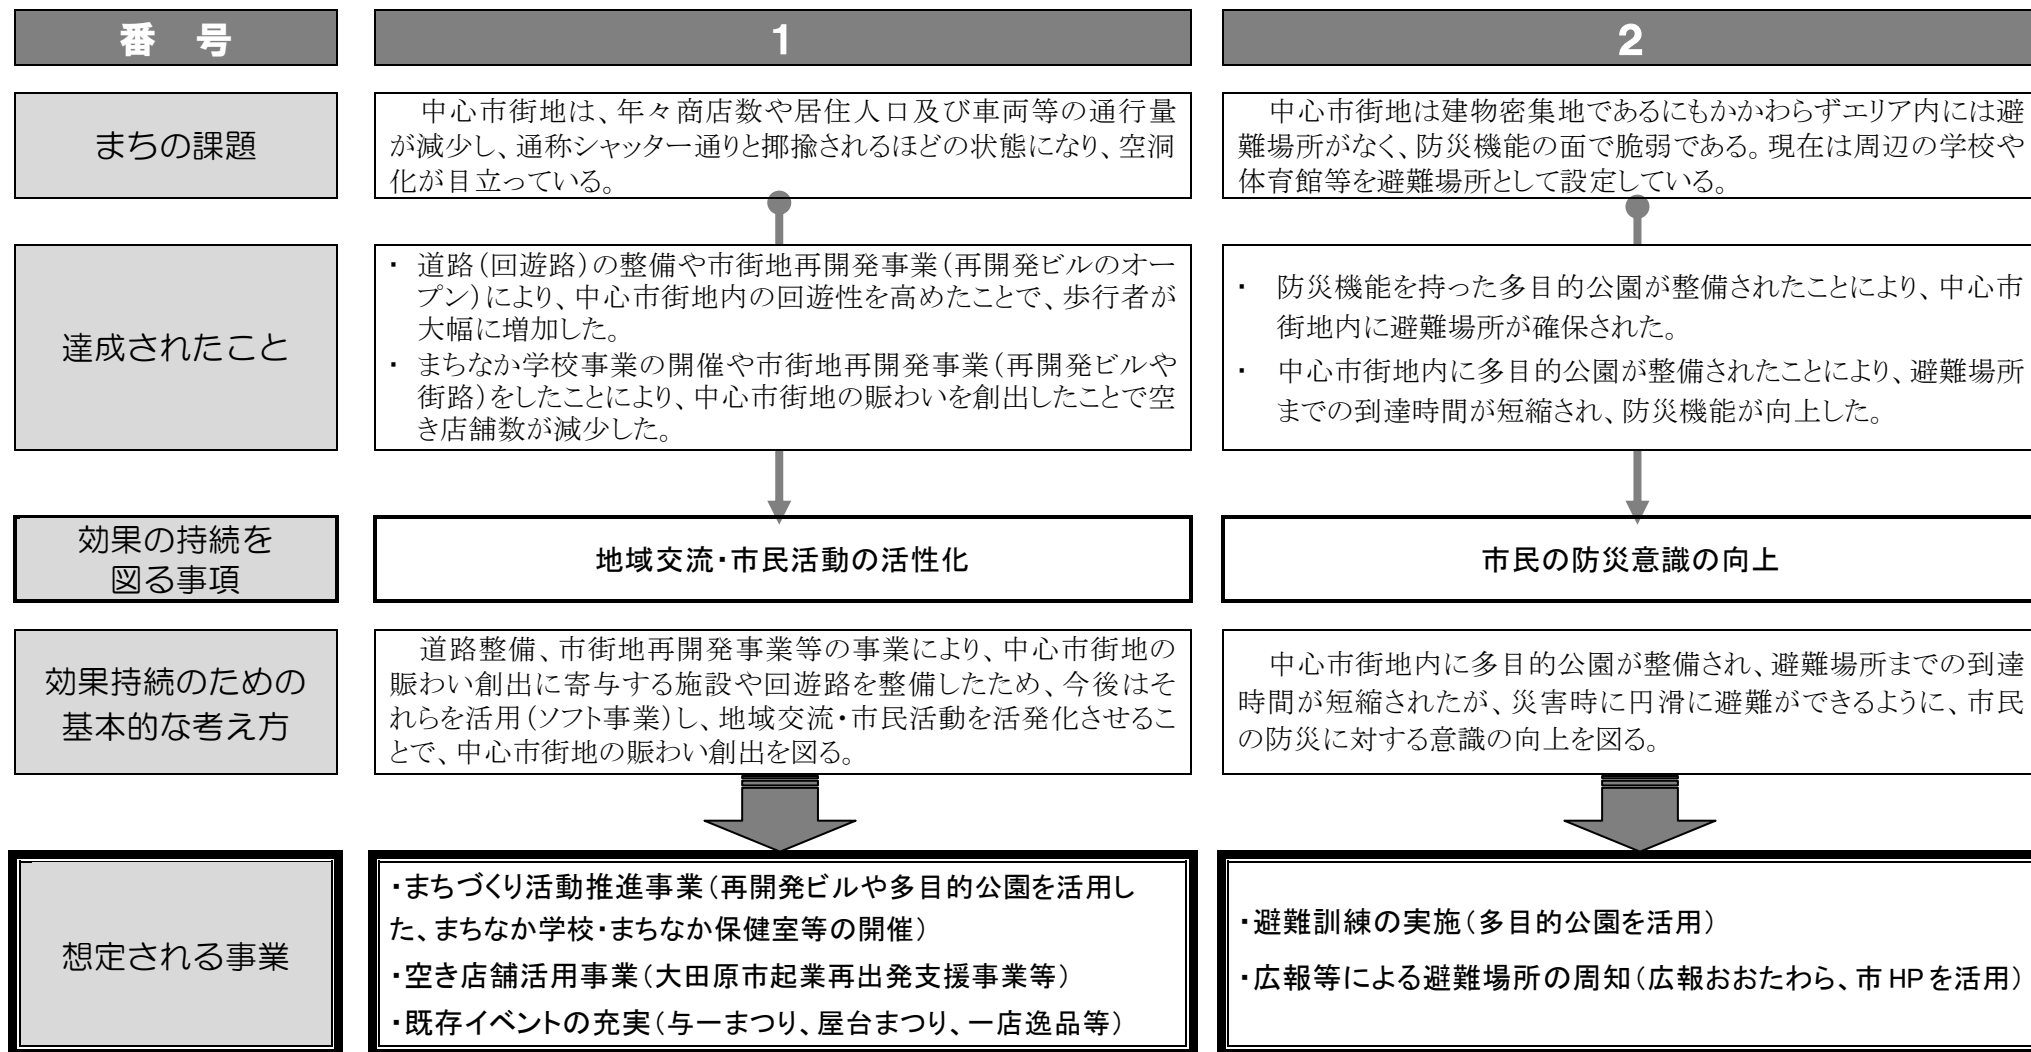 番　号
1
2
まちの課題
　中心市街地は、年々商店数や居住人口及び車両等の通行量
が減少し、通称シャッター通りと揶揄されるほどの状態になり、空洞
化が目立っている。
　中心市街地は建物密集地であるにもかかわらずエリア内には避
難場所がなく、防災機能の面で脆弱である。現在は周辺の学校や
体育館等を避難場所として設定している。
達成されたこと
・ 道路（回遊路）の整備や市街地再開発事業（再開発ビルのオー
プン）により、中心市街地内の回遊性を高めたことで、歩行者が
大幅に増加した。
・ まちなか学校事業の開催や市街地再開発事業（再開発ビルや
街路）をしたことにより、中心市街地の賑わいを創出したことで空
き店舗数が減少した。
・ 防災機能を持った多目的公園が整備されたことにより、中心市
街地内に避難場所が確保された。
・ 中心市街地内に多目的公園が整備されたことにより、避難場所
までの到達時間が短縮され、防災機能が向上した。
効果の持続を
図る事項
地域交流・市民活動の活性化
市民の防災意識の向上
効果持続のための
基本的な考え方
　道路整備、市街地再開発事業等の事業により、中心市街地の
賑わい創出に寄与する施設や回遊路を整備したため、今後はそ
れらを活用（ソフト事業）し、地域交流・市民活動を活発化させるこ
とで、中心市街地の賑わい創出を図る。
　中心市街地内に多目的公園が整備され、避難場所までの到達
時間が短縮されたが、災害時に円滑に避難ができるように、市民
の防災に対する意識の向上を図る。
想定される事業
・まちづくり活動推進事業（再開発ビルや多目的公園を活用し
た、まちなか学校・まちなか保健室等の開催）
・空き店舗活用事業（大田原市起業再出発支援事業等）
・既存イベントの充実（与一まつり、屋台まつり、一店逸品等）
・避難訓練の実施（多目的公園を活用）
・広報等による避難場所の周知（広報おおたわら、市 HP を活用）